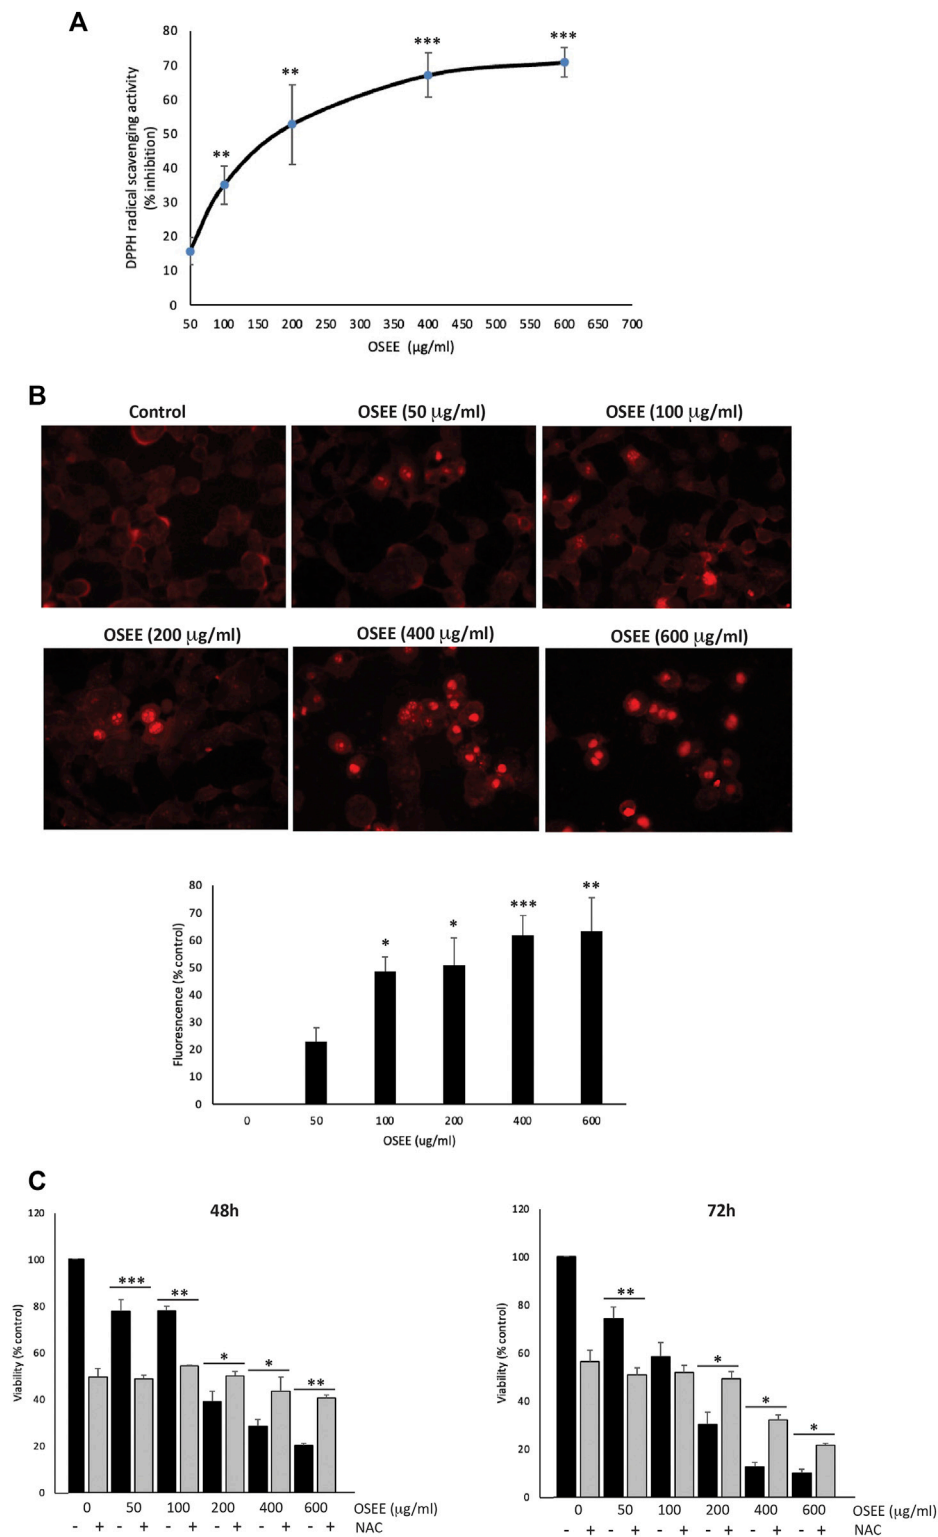 A
80
70
60
50
40
30
20
10
0
DPPH radical scavenging activity
(% inhibition)
**
**
***
***
50 100 150 200 250 300 350 400 450 500 550 600 650 700
OSEE (µg/ml)
B
Control OSEE (50 µg/ml) OSEE (100 µg/ml)
OSEE (200 µg/ml) OSEE (400 µg/ml) OSEE (600 µg/ml)
80
70
60
50
40
30
20
10
0
Fluoresncence (% control)
*
*
***
**
0 50 100 200 400 600
OSEE (ug/ml)
C
48h
120
100
80
60
40
20
0
Viability (% control)
***
**
*
*
**
0 50 100 200 400 600 OSEE (µg/ml)
- + - + - + - + - + - + NAC
72h
120
100
80
60
40
20
0
Viability (% control)
**
*
*
*
0 50 100 200 400 600 OSEE (µg/ml)
- + - + - + - + - + - + NAC